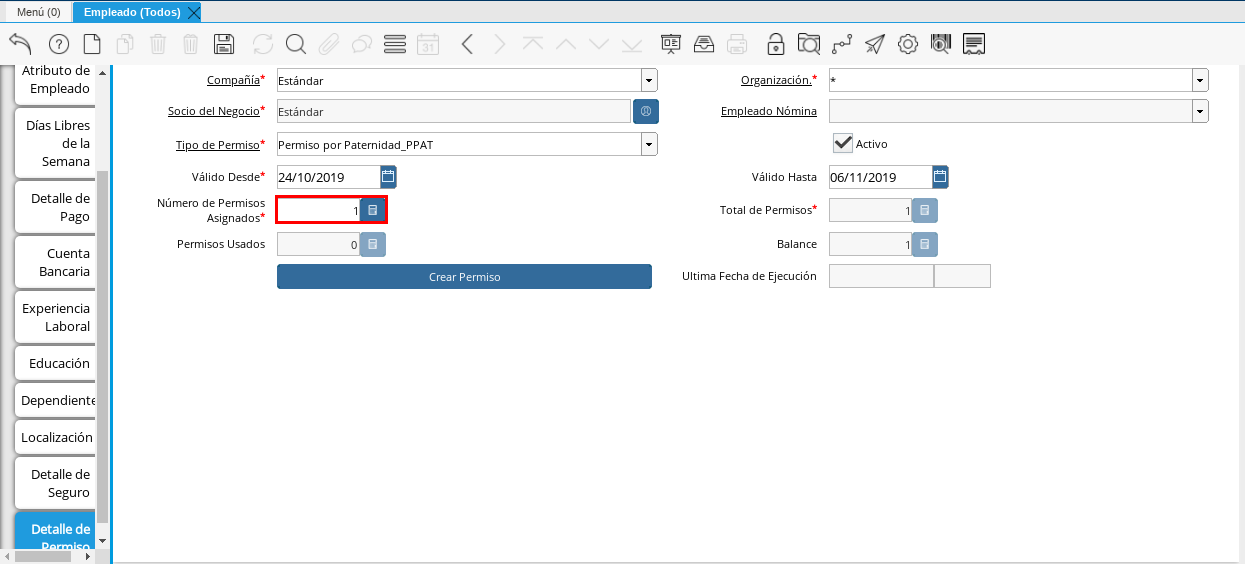 Menú (0)
Empleado (Todos)
31
Atributo de
Empleado
Días Libres
de la
Semana
Detalle de
Pago
Cuenta
Bancaria
Experiencia
Laboral
Educación
Dependiente
Localización
Detalle de
Seguro
Detalle de
Permiso
Compañía* Estándar
Organización.* *
Socio del Negocio* Estándar
Empleado Nómina
Tipo de Permiso* Permiso por Paternidad_PPAT
Activo
Válido Desde* 24/10/2019
Válido Hasta 06/11/2019
Número de Permisos
Asignados* 1
Total de Permisos* 1
Permisos Usados 0
Balance 1
Crear Permiso
Ultima Fecha de Ejecución